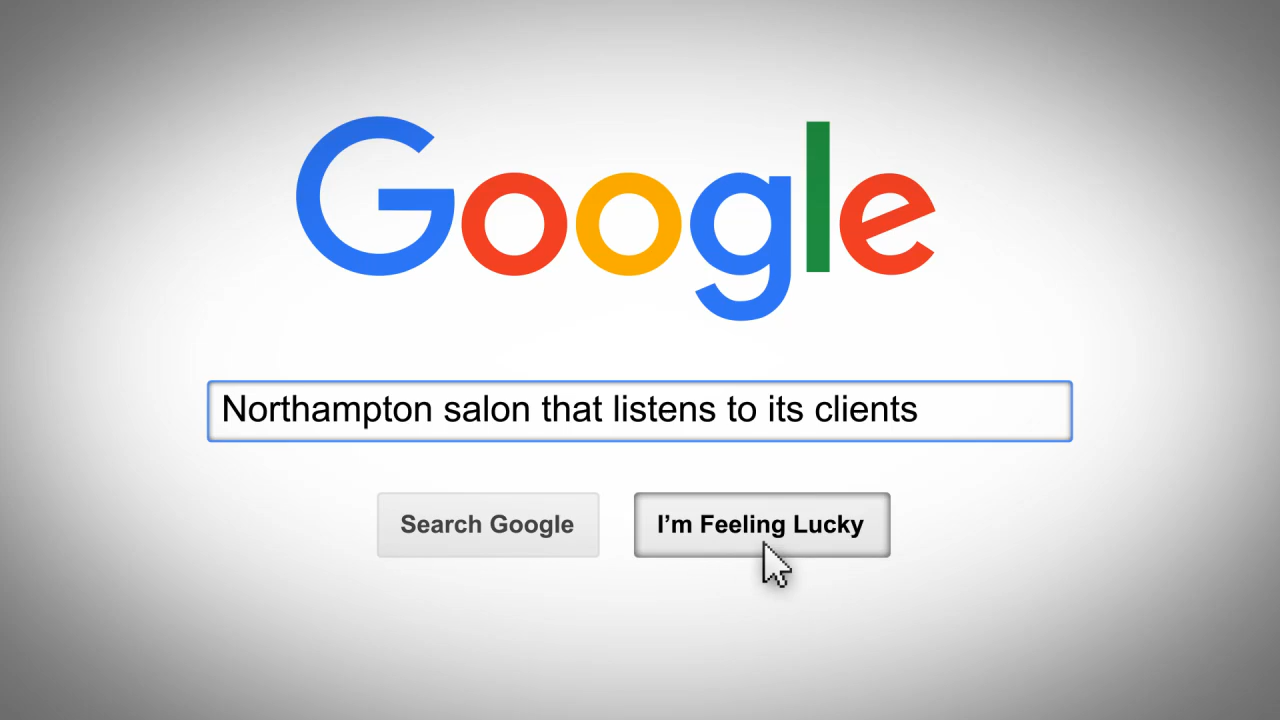 Google
Northampton salon that listens to its clients
Search Google
I’m Feeling Lucky